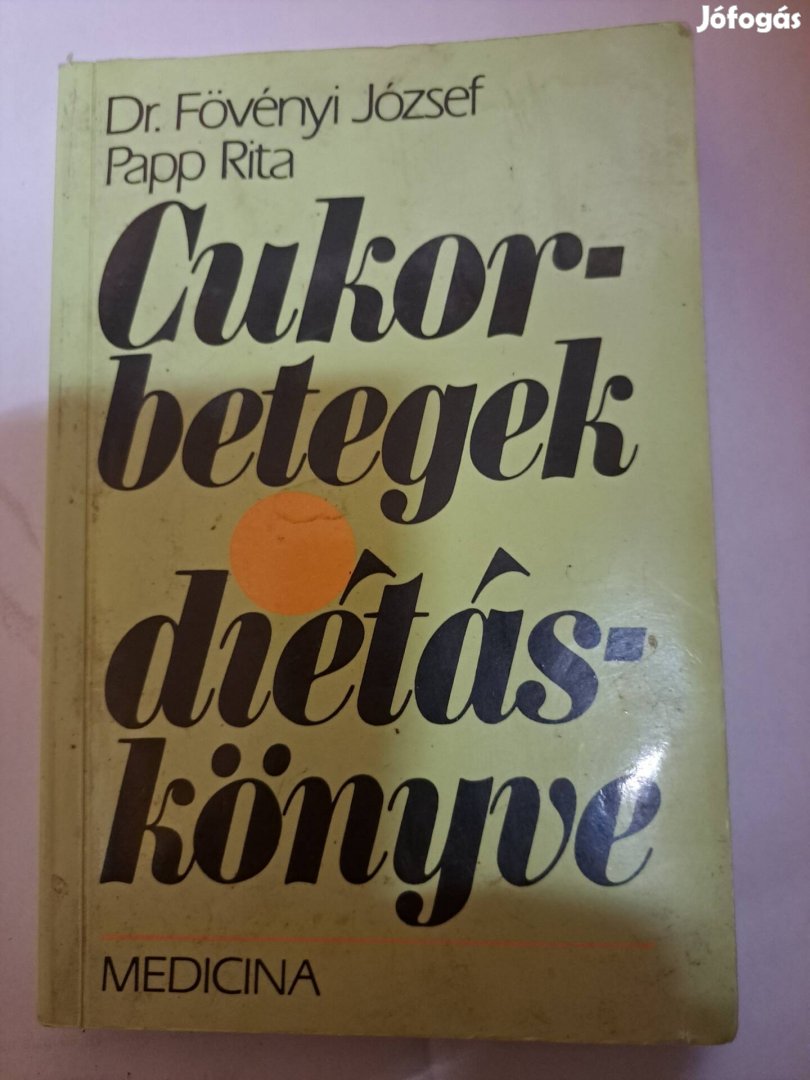 Jófogás
Dr. Fövényi József
Papp Rita
Cukor-
betegek
diétás-
könyve
MEDICINA